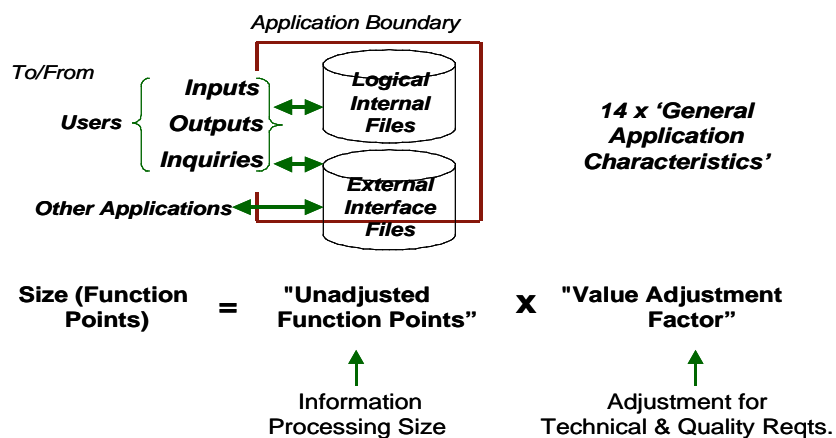 Application Boundary
To/From
Users
Inputs
Outputs
Inquiries
Other Applications
Logical
Internal
Files
External
Interface
Files
14 x ‘General
Application
Characteristics’
Size (Function
Points)
=
"Unadjusted
Function Points”
X
"Value Adjustment
Factor”
Information
Processing Size
Adjustment for
Technical & Quality Reqts.